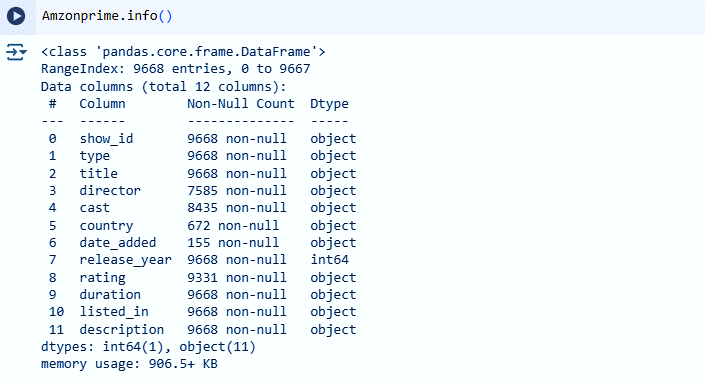 Amzonprime.info()
<class 'pandas.core.frame.DataFrame'>
RangeIndex: 9668 entries, 0 to 9667
Data columns (total 12 columns):
 #   Column        Non-Null Count  Dtype
---  ------        --------------  -----
 0   show_id       9668 non-null   object
 1   type          9668 non-null   object
 2   title         9668 non-null   object
 3   director      7585 non-null   object
 4   cast          8435 non-null   object
 5   country       672 non-null    object
 6   date_added    155 non-null    object
 7   release_year  9668 non-null   int64
 8   rating        9331 non-null   object
 9   duration      9668 non-null   object
 10  listed_in     9668 non-null   object
 11  description   9668 non-null   object
dtypes: int64(1), object(11)
memory usage: 906.5+ KB